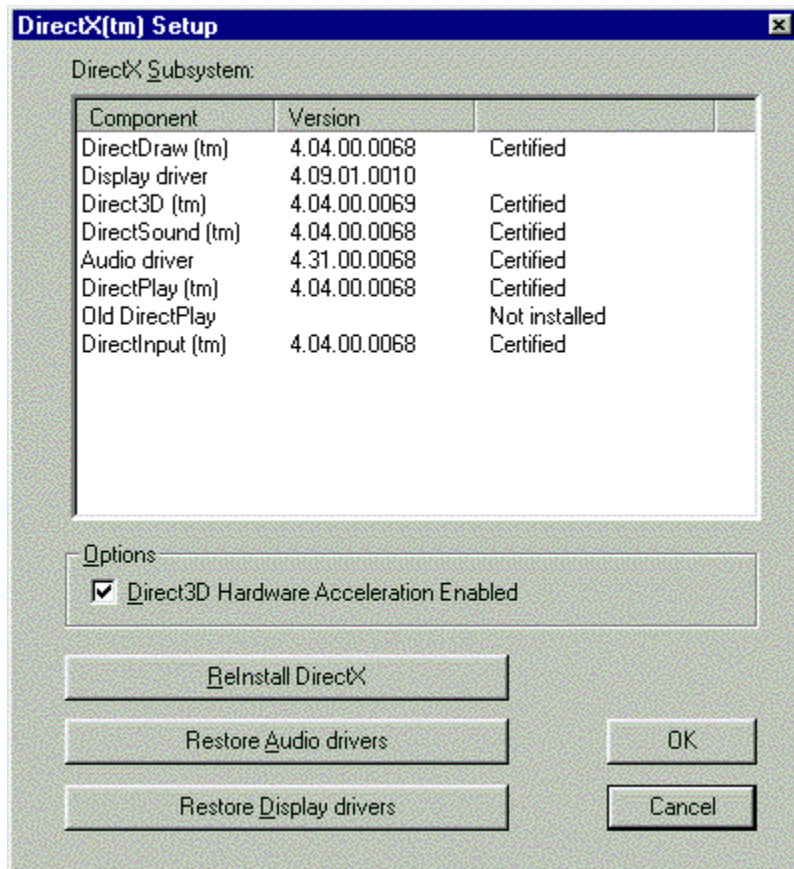 DirectX(tm) Setup
DirectX Subsystem:
Component Version
DirectDraw (tm) 4.04.00.0068 Certified
Display driver 4.09.01.0010
Direct3D (tm) 4.04.00.0069 Certified
DirectSound (tm) 4.04.00.0068 Certified
Audio driver 4.31.00.0068 Certified
DirectPlay (tm) 4.04.00.0068 Certified
Old DirectPlay Not installed
DirectInput (tm) 4.04.00.0068 Certified
Options
Direct3D Hardware Acceleration Enabled
ReInstall DirectX
Restore Audio drivers OK
Restore Display drivers Cancel